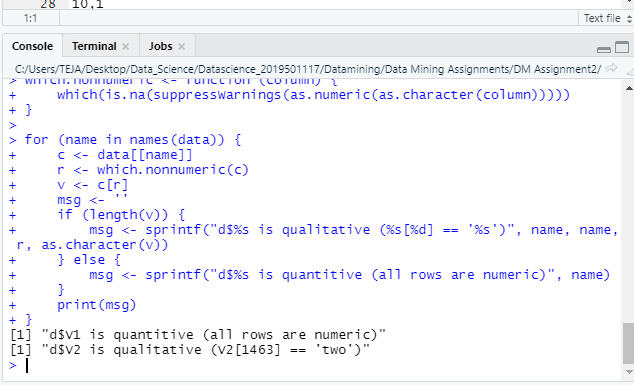 28 10,1
1:1 Text file
Console Terminal Jobs
C:/Users/TEJA/Desktop/Data_Science/Datascience_2019501117/Datamining/Data Mining Assignments/DM Assignment2/
> which.nonnumeric <- function (column) {
+     which(is.na(suppressWarnings(as.numeric(as.character(column)))))
+ }
>
> for (name in names(data)) {
+     c <- data[[name]]
+     r <- which.nonnumeric(c)
+     v <- c[r]
+     msg <- ''
+     if (length(v)) {
+         msg <- sprintf("d$%s is qualitative (%s[%d] == '%s')", name, name,
 r, as.character(v))
+     } else {
+         msg <- sprintf("d$%s is quantitive (all rows are numeric)", name)
+     }
+     print(msg)
+ }
[1] "d$V1 is quantitive (all rows are numeric)"
[1] "d$V2 is qualitative (V2[1463] == 'two')"
>